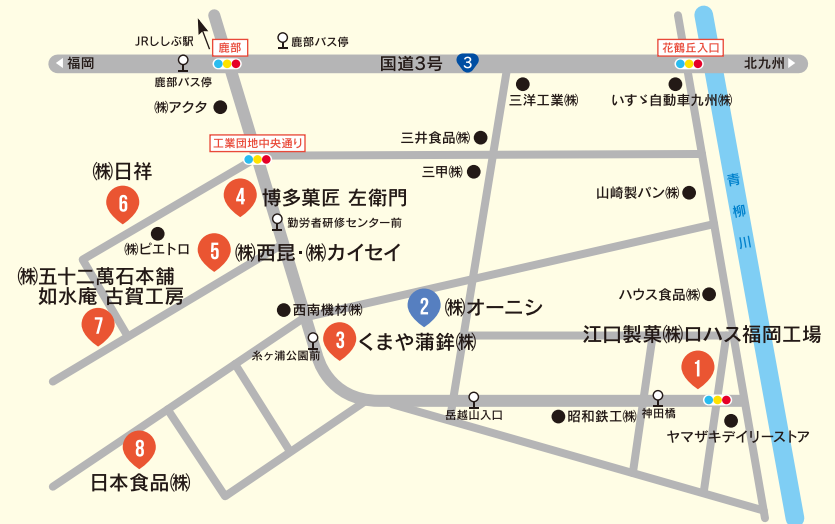 JRししぶ駅
鹿部
鹿部バス停
花鶴丘入口
福岡
国道3号
3
北九州
鹿部バス停
㈱アクタ
三洋工業㈱
いすゞ自動車九州㈱
工業団地中央通り
三井食品㈱
㈱日祥
6
4
博多菓匠 左衛門
三甲㈱
青柳川
山崎製パン㈱
勤労者研修センター前
㈱ピエトロ
5
㈱西昆・㈱カイセイ
㈱五十二萬石本舗
如水庵 古賀工房
7
西南機材㈱
2
㈱オーニシ
ハウス食品㈱
糸ヶ浦公園前
3
くまや蒲鉾㈱
江口製菓㈱ロハス福岡工場
1
岳越山入口
昭和鉄工㈱
神田橋
ヤマザキデイリーストア
8
日本食品㈱